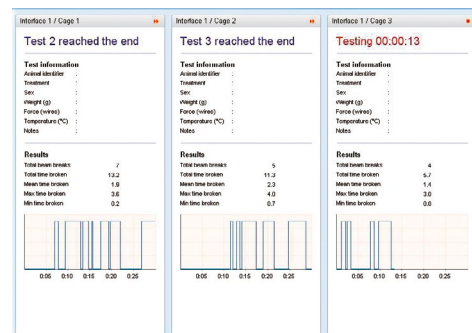 Interface 1 / Cage 1
Test 2 reached the end
Test information
Animal identifier :
Treatment :
Sex :
Weight (g) :
Force (wires) :
Temperature (°C) :
Notes :
Results
Total beam breaks 7
Total time broken 13.2
Mean time broken 1.9
Max time broken 3.6
Min time broken 0.2
0:05 0:10 0:15 0:20 0:25
Interface 1 / Cage 2
Test 3 reached the end
Test information
Animal identifier :
Treatment :
Sex :
Weight (g) :
Force (wires) :
Temperature (°C) :
Notes :
Results
Total beam breaks 5
Total time broken 11.3
Mean time broken 2.3
Max time broken 4.0
Min time broken 0.7
0:05 0:10 0:15 0:20 0:25
Interface 1 / Cage 3
Testing 00:00:13
Test information
Animal identifier :
Treatment :
Sex :
Weight (g) :
Force (wires) :
Temperature (°C) :
Notes :
Results
Total beam breaks 4
Total time broken 5.7
Mean time broken 1.4
Max time broken 3.0
Min time broken 0.0
0:05 0:10 0:15 0:20 0:25